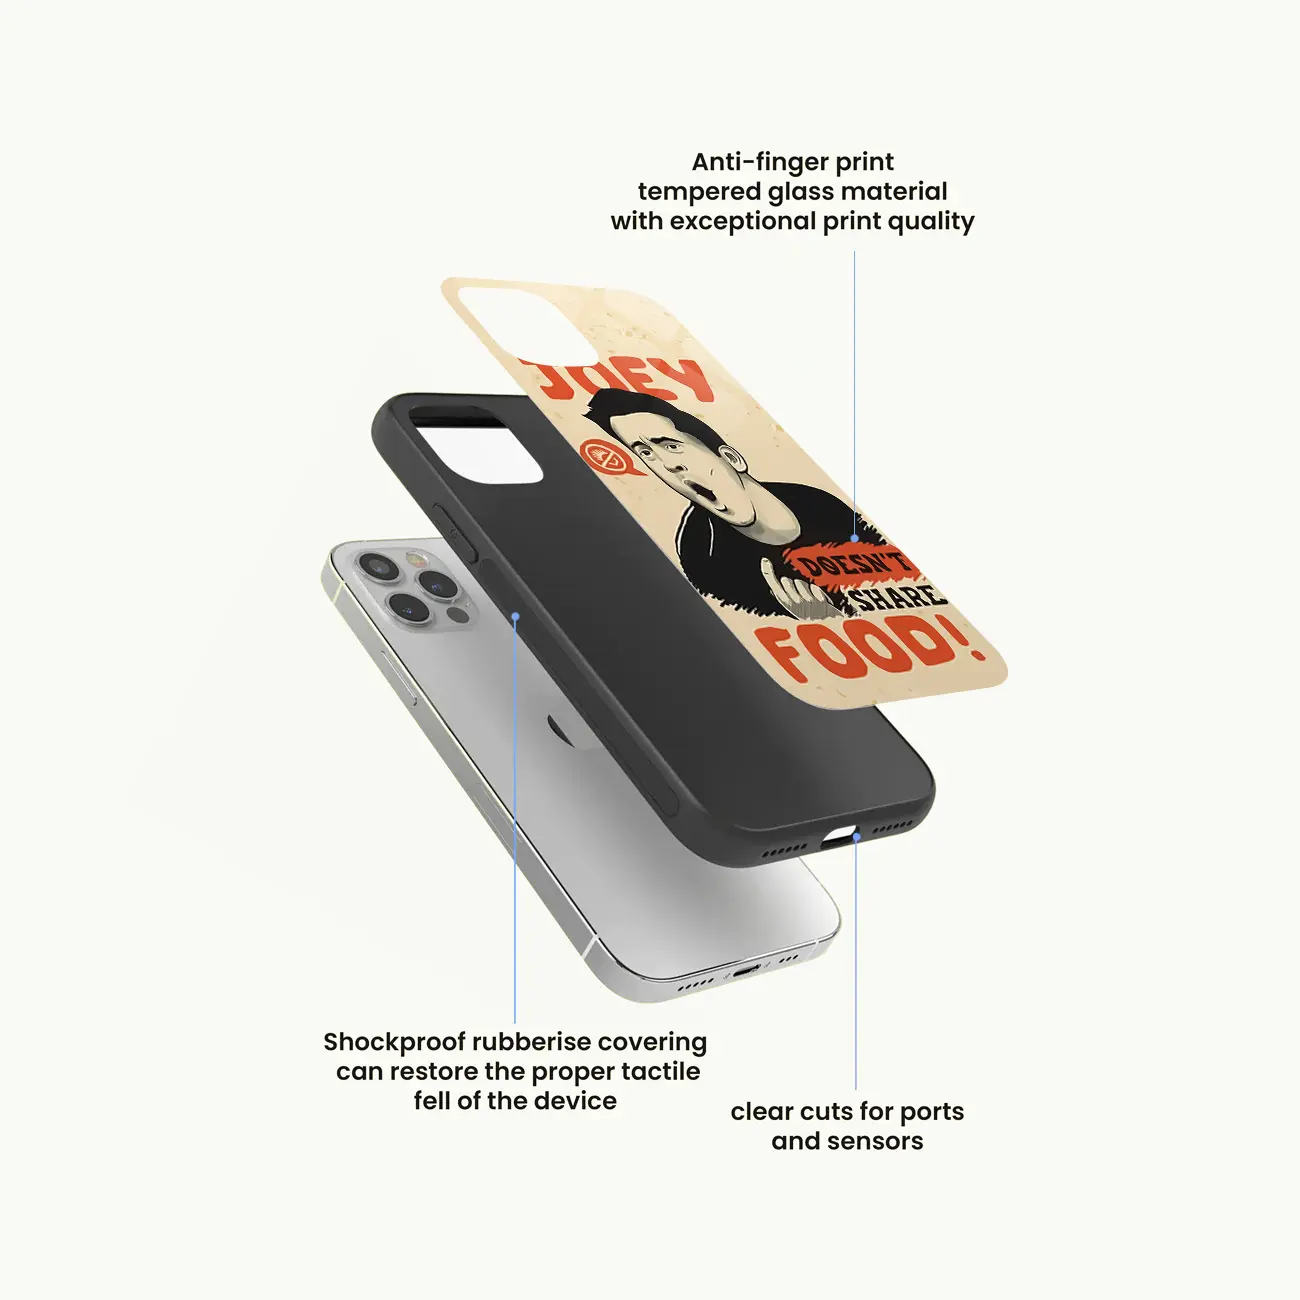 Anti-finger print
tempered glass material
with exceptional print quality
JOEY
DOESN'T
SHARE
FOOD!
Shockproof rubberise covering
can restore the proper tactile
fell of the device
clear cuts for ports
and sensors